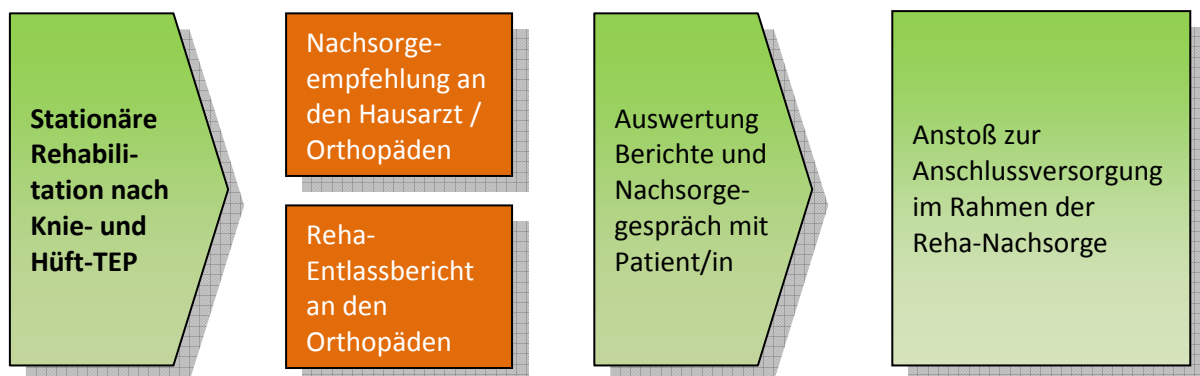 Stationäre
Rehabili-
tation nach
Knie- und
Hüft-TEP
Nachsorge-
empfehlung an
den Hausarzt /
Orthopäden
Reha-
Entlassbericht
an den
Orthopäden
Auswertung
Berichte und
Nachsorge-
gespräch mit
Patient/in
Anstoß zur
Anschlussversorgung
im Rahmen der
Reha-Nachsorge